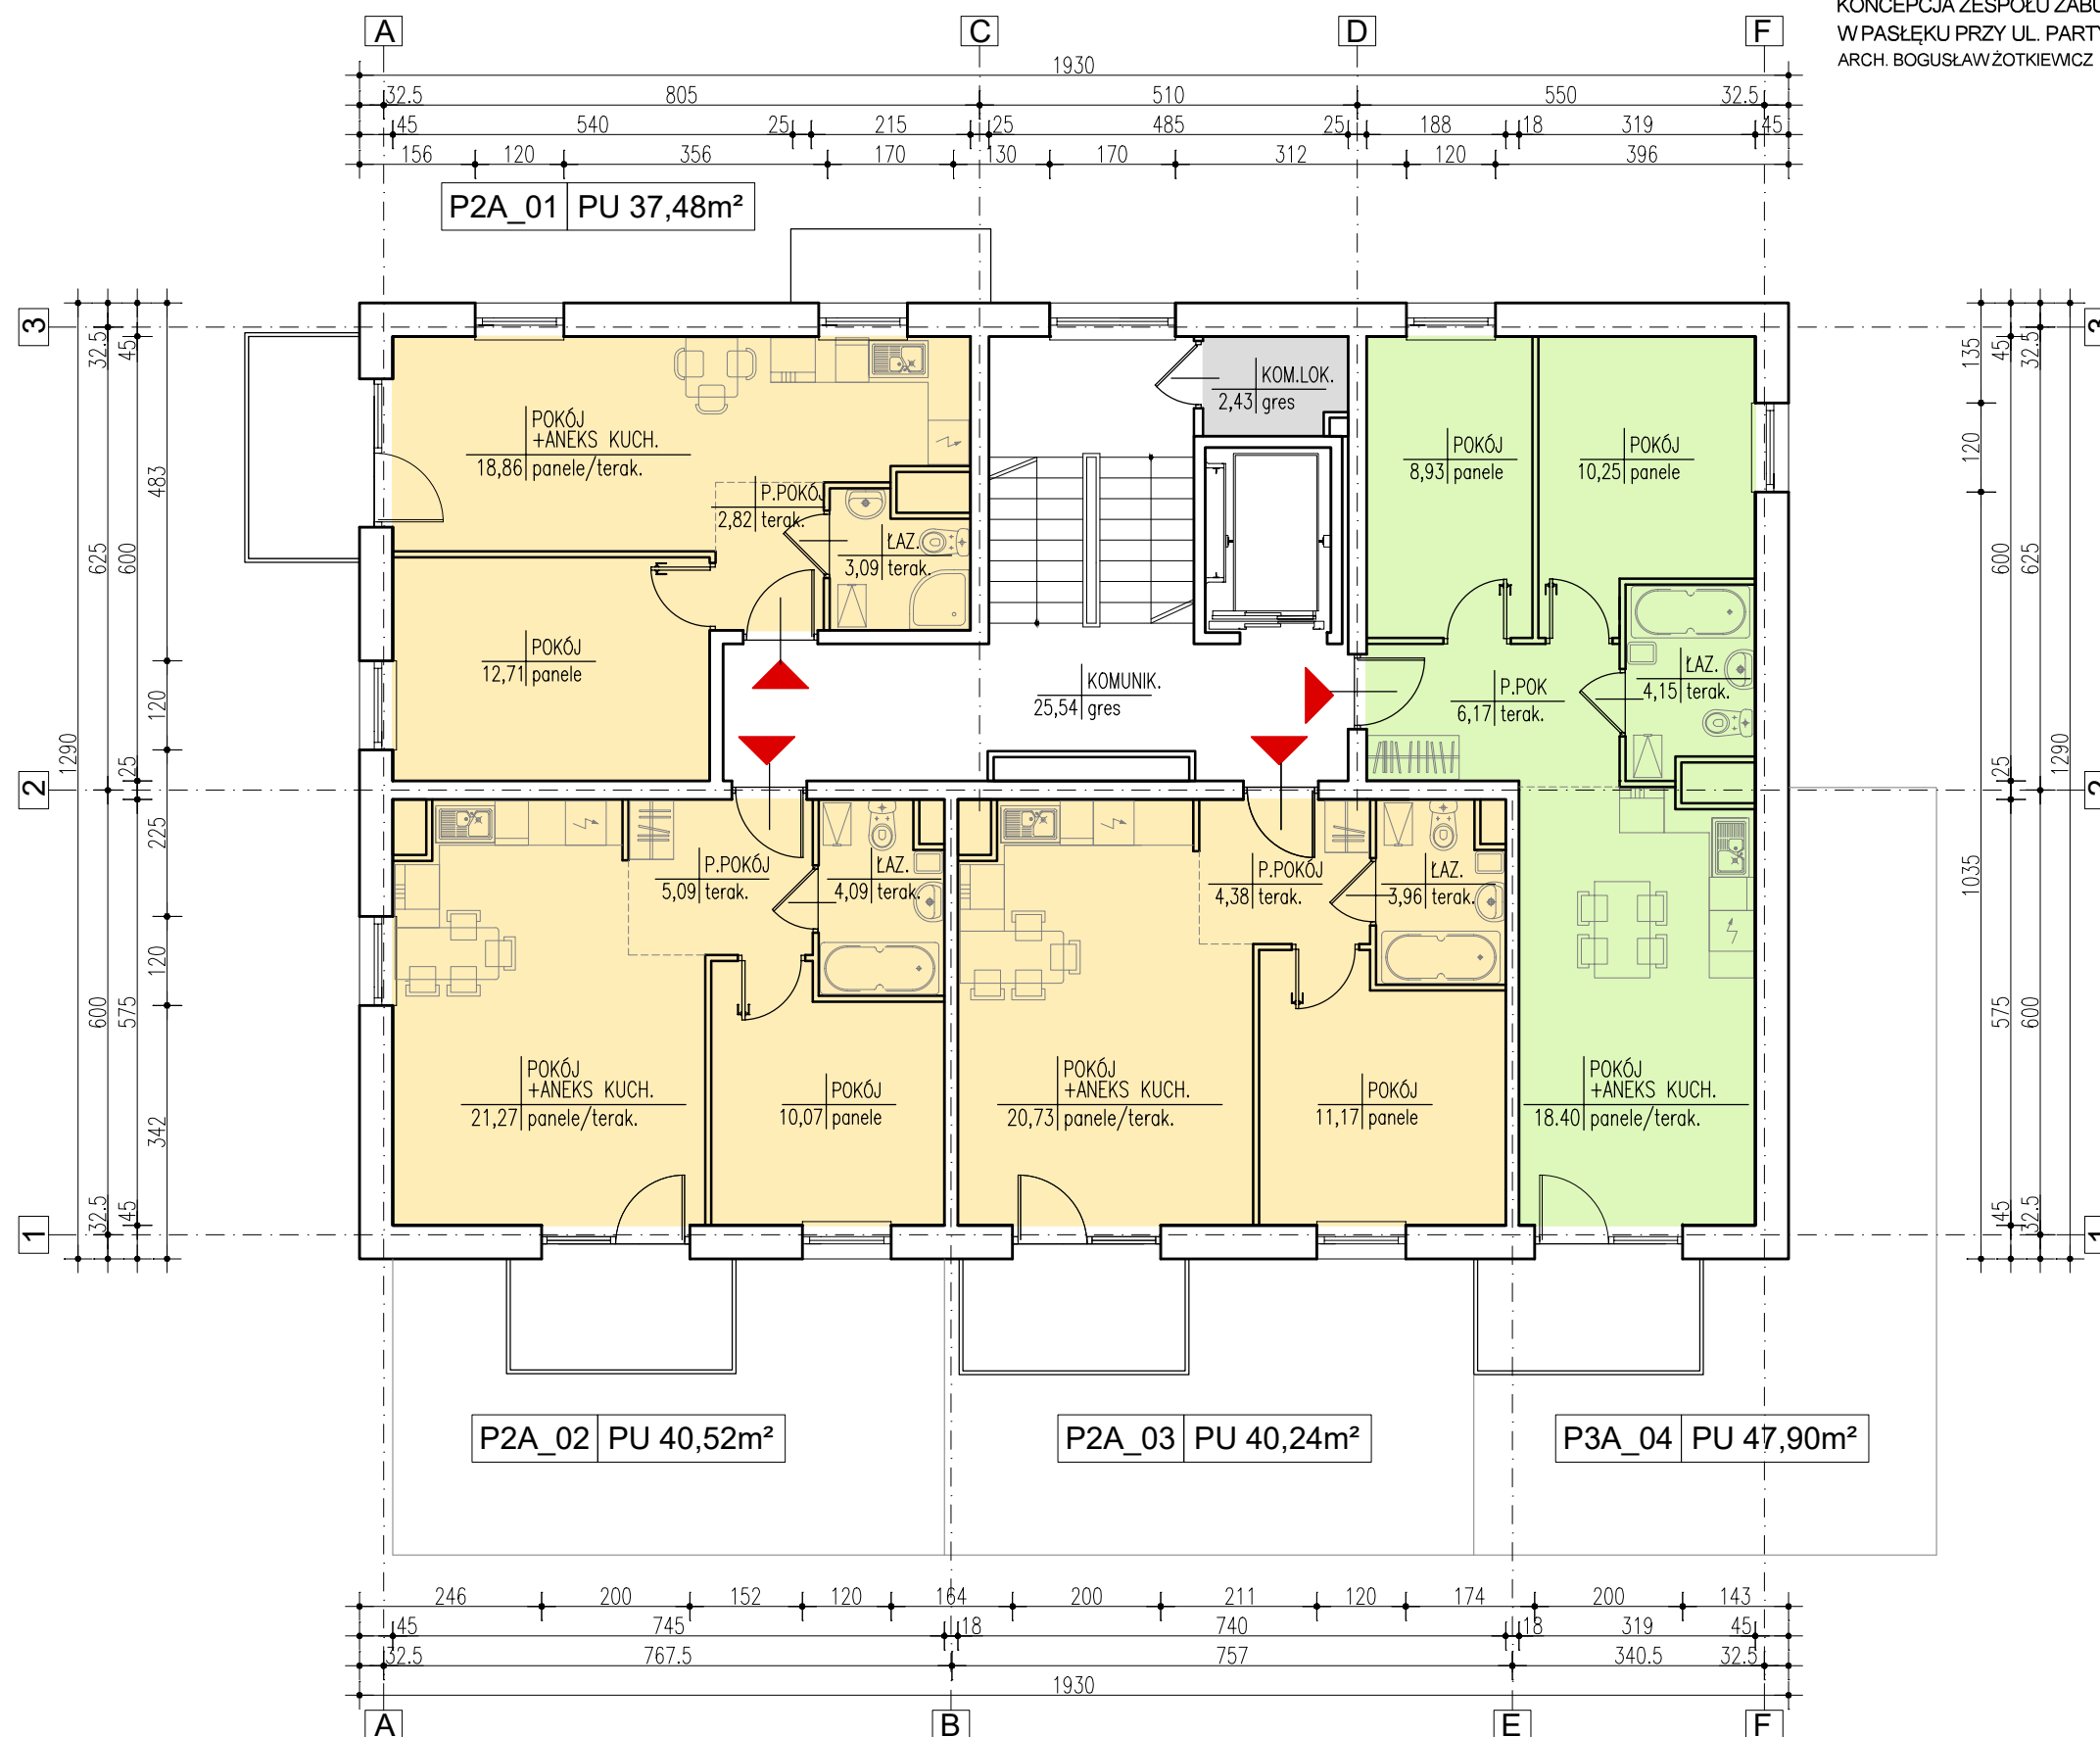 KONCEPCJA ZESPOŁU
W PASŁĘKU PRZY UL.
ARCH. BOGUSŁAW ŻOTKIEWICZ
A C D F
1930
32.5 805 510 550 32.5
45 540 25 215 25 485 25 188 18 319 45
156 120 356 170 130 170 312 120 396
P2A_01 PU 37,48m²
3
3
32.5 45 483
625 600
120
1290
25
2
225
120
600 575
342
32.5 45
1
135 45 32.5
120
600 625
25
1290
2
1035
575 600
45 32.5
1
POKÓJ
+ANEKS KUCH.
18,86 panele/terak.
P.POKÓJ
2,82 terak.
ŁAZ.
3,09 terak.
POKÓJ
12,71 panele
KOM.LOK.
2,43 gres
KOMUNIK.
25,54 gres
POKÓJ
8,93 panele
POKÓJ
10,25 panele
P.POK
6,17 terak.
ŁAZ.
4,15 terak.
P.POKÓJ
5,09 terak.
ŁAZ.
4,09 terak.
P.POKÓJ
4,38 terak.
ŁAZ.
3,96 terak.
POKÓJ
+ANEKS KUCH.
21,27 panele/terak.
POKÓJ
10,07 panele
POKÓJ
+ANEKS KUCH.
20,73 panele/terak.
POKÓJ
11,17 panele
POKÓJ
+ANEKS KUCH.
18.40 panele/terak.
P2A_02 PU 40,52m²
P2A_03 PU 40,24m²
P3A_04 PU 47,90m²
246 200 152 120 164 200 211 120 174 200 143
45 745 18 740 18 319 45
32.5 767.5 757 340.5 32.5
1930
A B E F